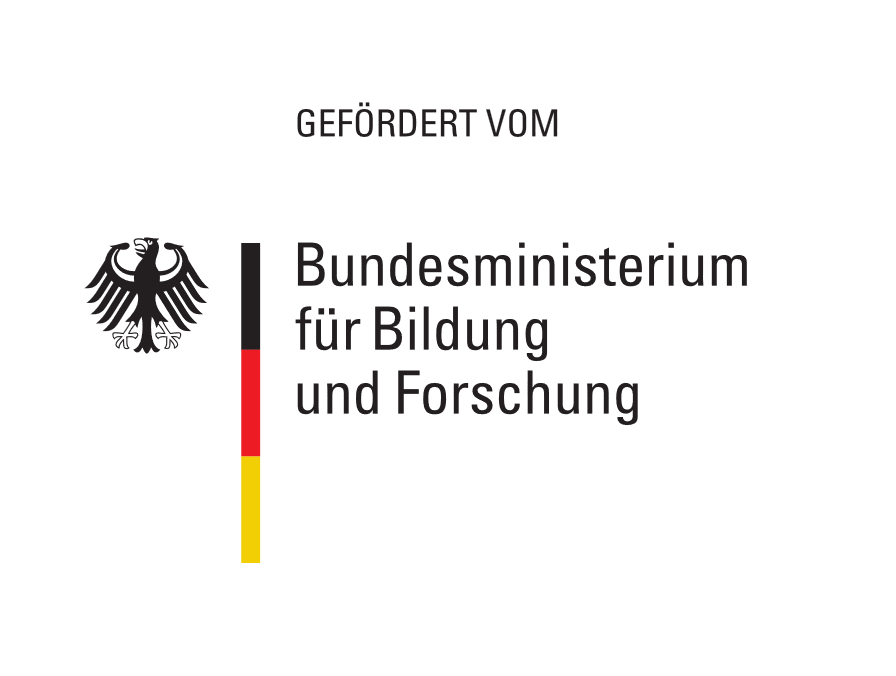 GEFÖRDERT VOM
Bundesministerium
für Bildung
und Forschung